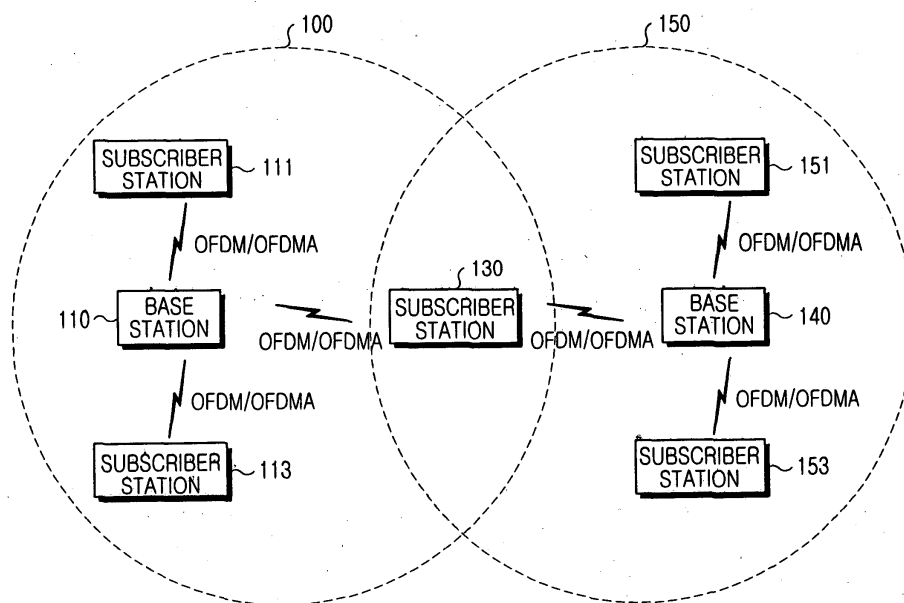 100
150
SUBSCRIBER
STATION
111
SUBSCRIBER
STATION
151
OFDM/OFDMA
OFDM/OFDMA
130
110
BASE
STATION
SUBSCRIBER
STATION
BASE
STATION
140
OFDM/OFDMA
OFDM/OFDMA
OFDM/OFDMA
OFDM/OFDMA
SUBSCRIBER
STATION
113
SUBSCRIBER
STATION
153